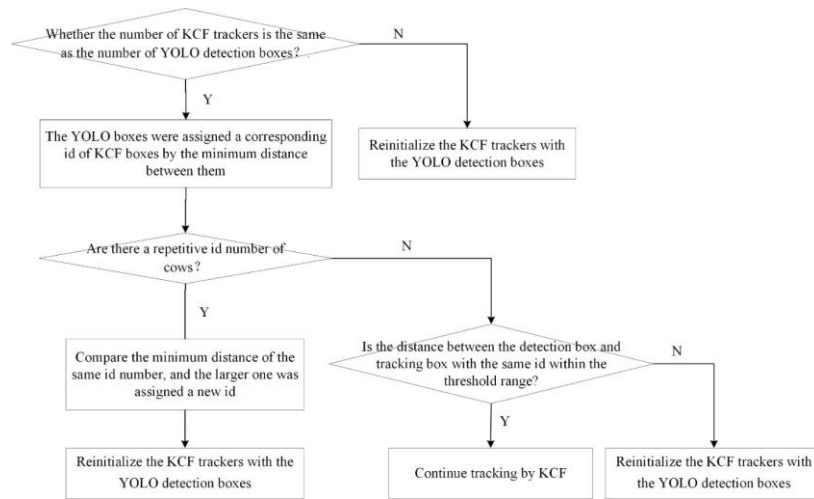 Whether the number of KCF trackers is the same
as the number of YOLO detection boxes?
N
Y
The YOLO boxes were assigned a corresponding
id of KCF boxes by the minimum distance
between them
Reinitialize the KCF trackers with
the YOLO detection boxes
Are there a repetitive id number of
cows?
N
Y
Compare the minimum distance of the
same id number, and the larger one was
assigned a new id
Is the distance between the detection box and
tracking box with the same id within the
threshold range?
N
Y
Reinitialize the KCF trackers with the
YOLO detection boxes
Continue tracking by KCF
Reinitialize the KCF trackers with
the YOLO detection boxes